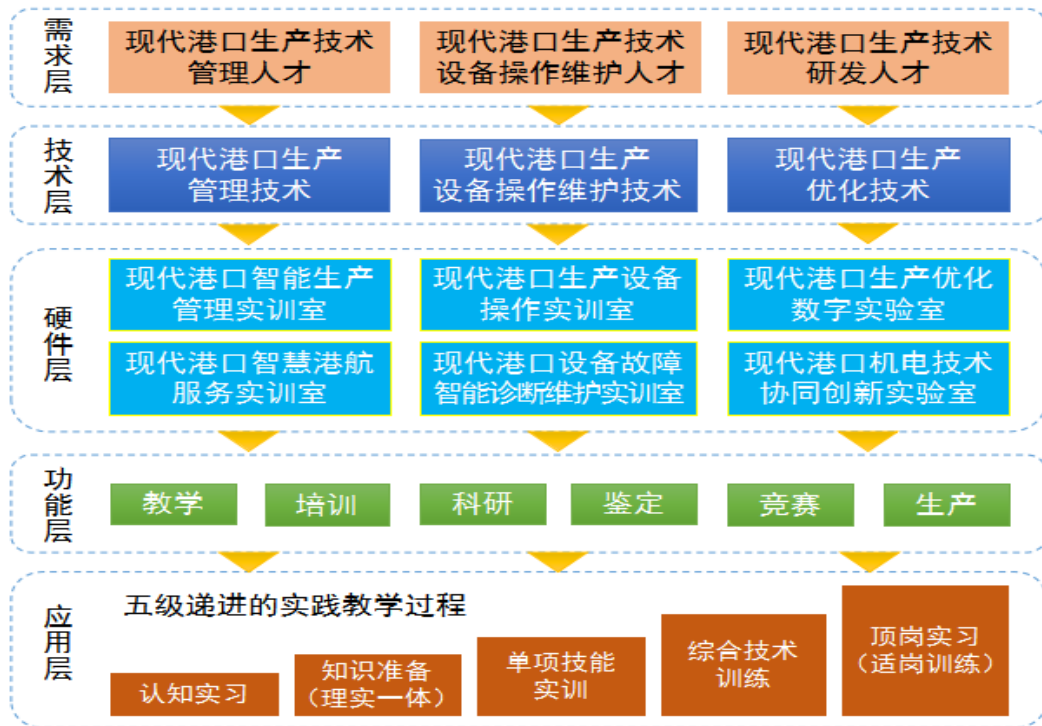 需求层
现代港口生产技术
管理人才
现代港口生产技术
设备操作维护人才
现代港口生产技术
研发人才
技术层
现代港口生产
管理技术
现代港口生产
设备操作维护技术
现代港口生产
优化技术
硬件层
现代港口智能生产
管理实训室
现代港口生产设备
操作实训室
现代港口生产优化
数字实验室
现代港口智慧港航
服务实训室
现代港口设备故障
智能诊断维护实训室
现代港口机电技术
协同创新实验室
功能层
教学
培训
科研
鉴定
竞赛
生产
应用层
五级递进的实践教学过程
认知实习
知识准备
（理实一体）
单项技能
实训
综合技术
训练
顶岗实习
（适岗训练）